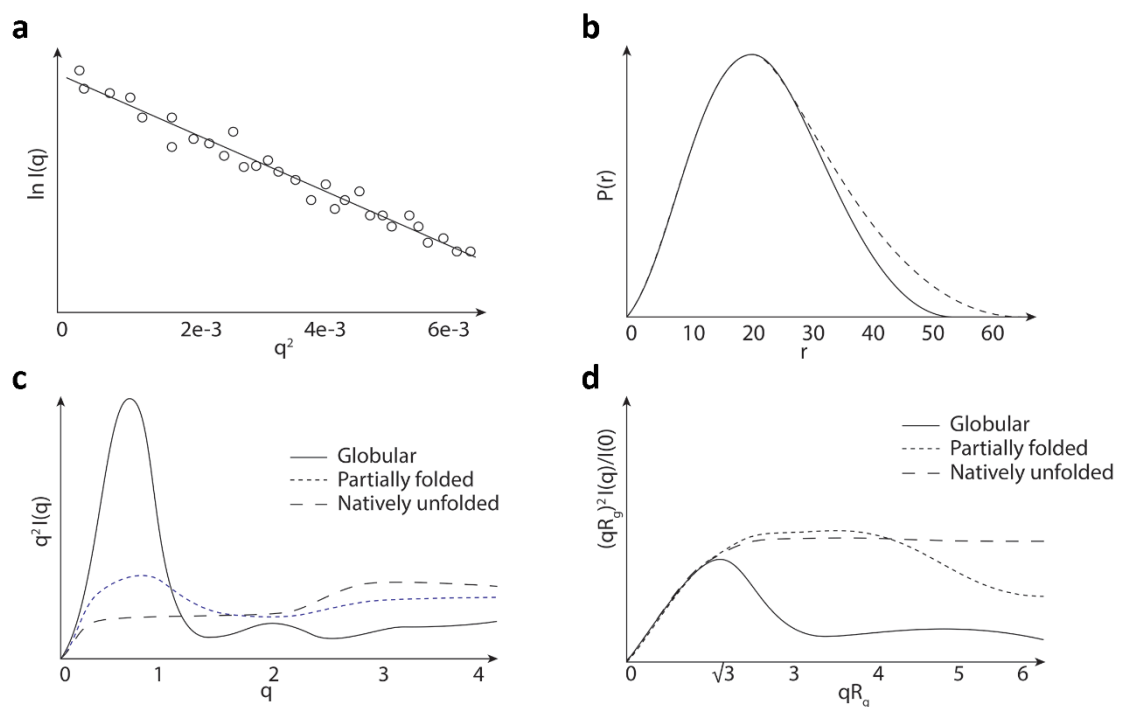 a
ln I(q)
0 2e-3 4e-3 6e-3
q²
b
P(r)
0 10 20 30 40 50 60
r
c
Globular
Partially folded
Natively unfolded
q² I(q)
0 1 2 3 4
q
d
Globular
Partially folded
Natively unfolded
(qRg)² I(q)/I(0)
0 √3 3 4 5 6
qRg